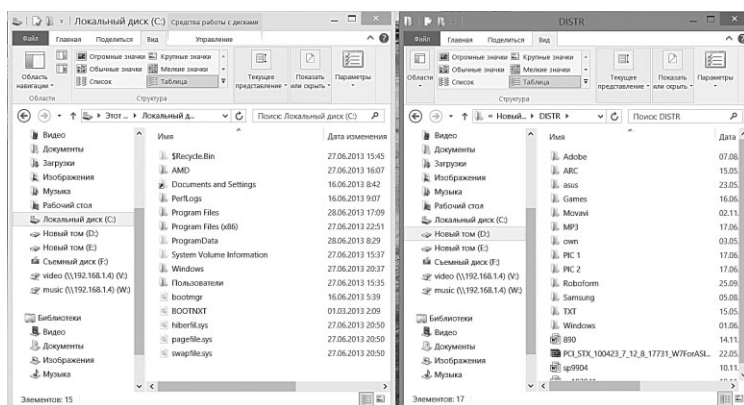 Локальный диск (C:) Средства работы с дисками
Файл Главная Поделиться Вид Управление
Область навигации
Огромные значки Крупные значки
Обычные значки Мелкие значки
Список Таблица
Текущее представление
Показать или скрыть
Параметры
Области Структура
Этот ... Локальный д... Поиск: Локальный диск (C:)
Видео
Документы
Загрузки
Изображения
Музыка
Рабочий стол
Локальный диск (C:)
Новый том (D:)
Новый том (E:)
Съемный диск (F:)
video (\\192.168.1.4) (V:)
music (\\192.168.1.4) (W:)
Библиотеки
Видео
Документы
Изображения
Музыка
Имя Дата изменения
$Recycle.Bin 27.06.2013 15:45
AMD 27.06.2013 16:07
Documents and Settings 16.06.2013 8:42
PerfLogs 16.06.2013 9:07
Program Files 28.06.2013 17:09
Program Files (x86) 27.06.2013 22:51
ProgramData 28.06.2013 8:29
System Volume Information 27.06.2013 15:37
Windows 27.06.2013 20:37
Пользователи 27.06.2013 15:35
bootmgr 16.06.2013 5:39
BOOTNXT 01.03.2013 2:09
hiberfil.sys 27.06.2013 20:50
pagefile.sys 27.06.2013 20:50
swapfile.sys 27.06.2013 20:50
Элементов: 15
DISTR
Файл Главная Поделиться Вид
Области
Огромные значки Крупные значки
Обычные значки Мелкие значки
Список Таблица
Текущее представление
Показать или скрыть
Параметры
Структура
« Новый... DISTR Поиск: DISTR
Видео
Документы
Загрузки
Изображения
Музыка
Рабочий стол
Локальный диск (C:)
Новый том (D:)
Новый том (E:)
Съемный диск (F:)
video (\\192.168.1.4) (V:)
music (\\192.168.1.4) (W:)
Библиотеки
Видео
Документы
Изображения
Музыка
Имя Дата
Adobe 07.08.
ARC 15.05.
asus 23.05.
Games 16.06.
Movavi 02.11.
MP3 17.06.
own 03.05.
PIC 1 17.06.
PIC 2 17.06.
Roboform 25.09.
Samsung 05.08.
TXT 15.05.
Windows 01.06.
890 14.11.
PCI_STX_100423_7_12_8_17731_W7ForASI... 22.05.
sp9904 10.11.
Элементов: 17